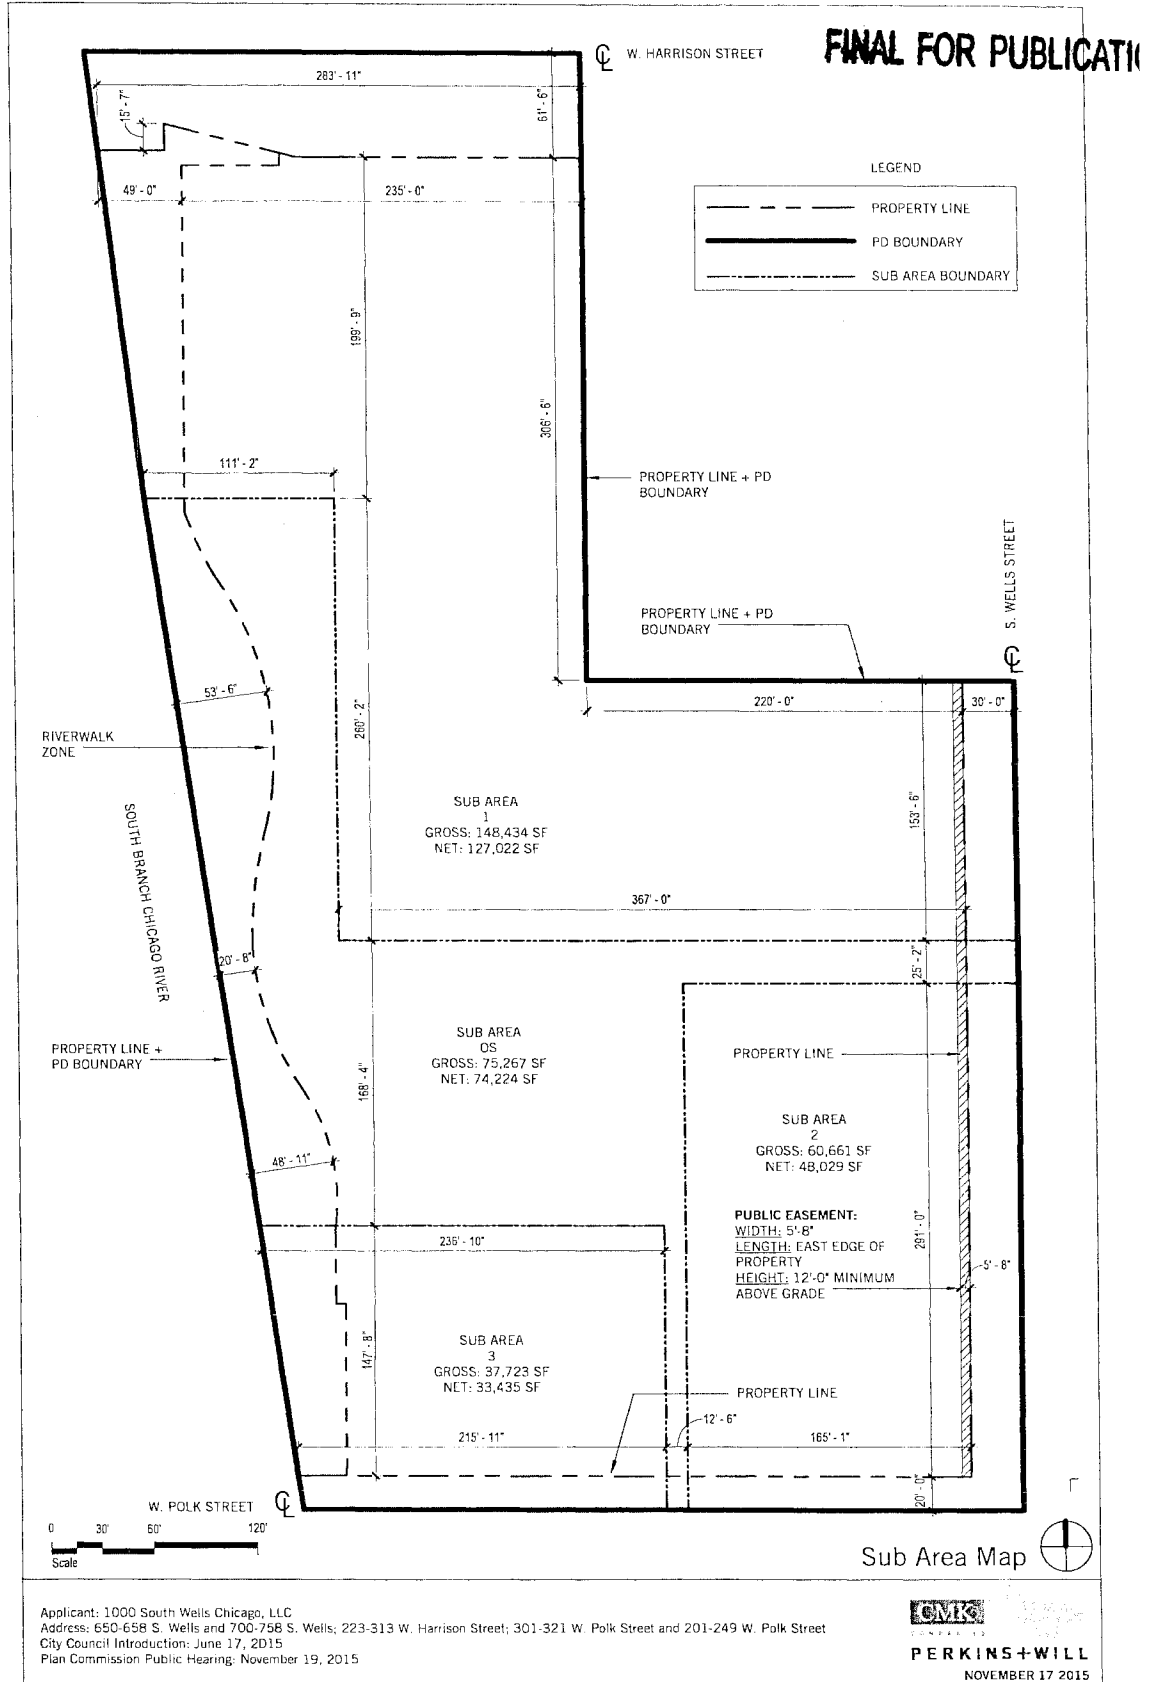 FINAL FOR PUBLICATI
W. HARRISON STREET
283'-11"
15'-7"
61'-6"
49'-0"
235'-0"
LEGEND
PROPERTY LINE
PD BOUNDARY
SUB AREA BOUNDARY
199'-9"
306'-6"
111'-2"
PROPERTY LINE + PD
BOUNDARY
S. WELLS STREET
PROPERTY LINE + PD
BOUNDARY
53'-6"
260'-2"
220'-0"
30'-0"
RIVERWALK
ZONE
SUB AREA
1
GROSS: 148,434 SF
NET: 127,022 SF
153'-6"
SOUTH BRANCH CHICAGO RIVER
367'-0"
20'-8"
25'-2"
PROPERTY LINE +
PD BOUNDARY
SUB AREA
OS
GROSS: 75,267 SF
NET: 74,224 SF
PROPERTY LINE
168'-4"
SUB AREA
2
GROSS: 60,661 SF
NET: 48,029 SF
48'-11"
PUBLIC EASEMENT:
WIDTH: 5'-8"
LENGTH: EAST EDGE OF
PROPERTY
HEIGHT: 12'-0" MINIMUM
ABOVE GRADE
291'-0"
5'-8"
236'-10"
147'-8"
SUB AREA
3
GROSS: 37,723 SF
NET: 33,435 SF
PROPERTY LINE
215'-11"
12'-6"
165'-1"
20'-0"
W. POLK STREET
0 30' 60' 120'
Scale
Sub Area Map
Applicant: 1000 South Wells Chicago, LLC
Address: 650-658 S. Wells and 700-758 S. Wells; 223-313 W. Harrison Street; 301-321 W. Polk Street and 201-249 W. Polk Street
City Council Introduction: June 17, 2015
Plan Commission Public Hearing: November 19, 2015
CMK
PERKINS+WILL
NOVEMBER 17 2015